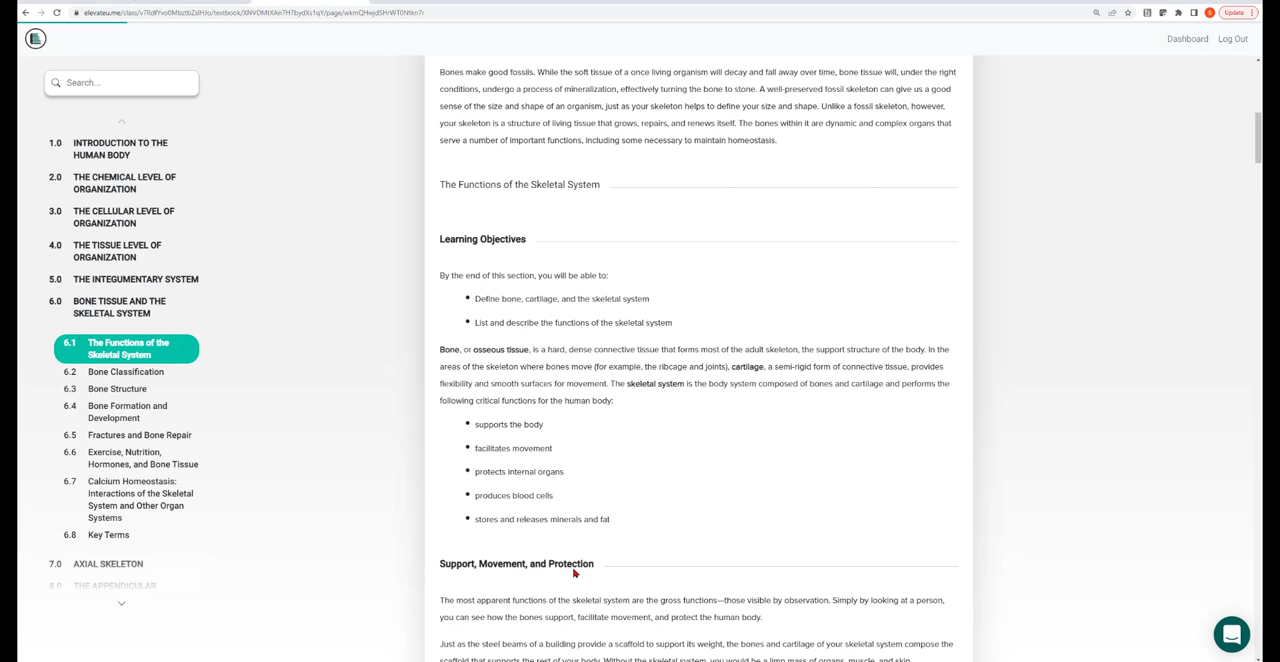 elevateu.me/class/
Update
Dashboard Log Out
Search...
1.0 INTRODUCTION TO THE
HUMAN BODY
2.0 THE CHEMICAL LEVEL OF
ORGANIZATION
3.0 THE CELLULAR LEVEL OF
ORGANIZATION
4.0 THE TISSUE LEVEL OF
ORGANIZATION
5.0 THE INTEGUMENTARY SYSTEM
6.0 BONE TISSUE AND THE
SKELETAL SYSTEM
6.1 The Functions of the
Skeletal System
6.2 Bone Classification
6.3 Bone Structure
6.4 Bone Formation and
Development
6.5 Fractures and Bone Repair
6.6 Exercise, Nutrition,
Hormones, and Bone Tissue
6.7 Calcium Homeostasis:
Interactions of the Skeletal
System and Other Organ
Systems
6.8 Key Terms
7.0 AXIAL SKELETON
8.0 THE APPENDICULAR
Bones make good fossils. While the soft tissue of a once living organism will decay and fall away over time, bone tissue will, under the right
conditions, undergo a process of mineralization, effectively turning the bone to stone. A well-preserved fossil skeleton can give us a good
sense of the size and shape of an organism, just as your skeleton helps to define your size and shape. Unlike a fossil skeleton, however,
your skeleton is a structure of living tissue that grows, repairs, and renews itself. The bones within it are dynamic and complex organs that
serve a number of important functions, including some necessary to maintain homeostasis.
The Functions of the Skeletal System
Learning Objectives
By the end of this section, you will be able to:
• Define bone, cartilage, and the skeletal system
• List and describe the functions of the skeletal system
Bone, or osseous tissue, is a hard, dense connective tissue that forms most of the adult skeleton, the support structure of the body. In the
areas of the skeleton where bones move (for example, the ribcage and joints), cartilage, a semi-rigid form of connective tissue, provides
flexibility and smooth surfaces for movement. The skeletal system is the body system composed of bones and cartilage and performs the
following critical functions for the human body:
• supports the body
• facilitates movement
• protects internal organs
• produces blood cells
• stores and releases minerals and fat
Support, Movement, and Protection
The most apparent functions of the skeletal system are the gross functions—those visible by observation. Simply by looking at a person,
you can see how the bones support, facilitate movement, and protect the human body.
Just as the steel beams of a building provide a scaffold to support its weight, the bones and cartilage of your skeletal system compose the
scaffold that supports the rest of your body. Without the skeletal system, you would be a limp mass of organs, muscle, and skin.